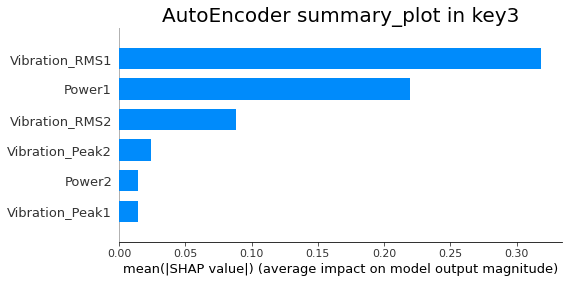 AutoEncoder summary_plot in key3
Vibration_RMS1
Power1
Vibration_RMS2
Vibration_Peak2
Power2
Vibration_Peak1
0.00 0.05 0.10 0.15 0.20 0.25 0.30
mean(|SHAP value|) (average impact on model output magnitude)